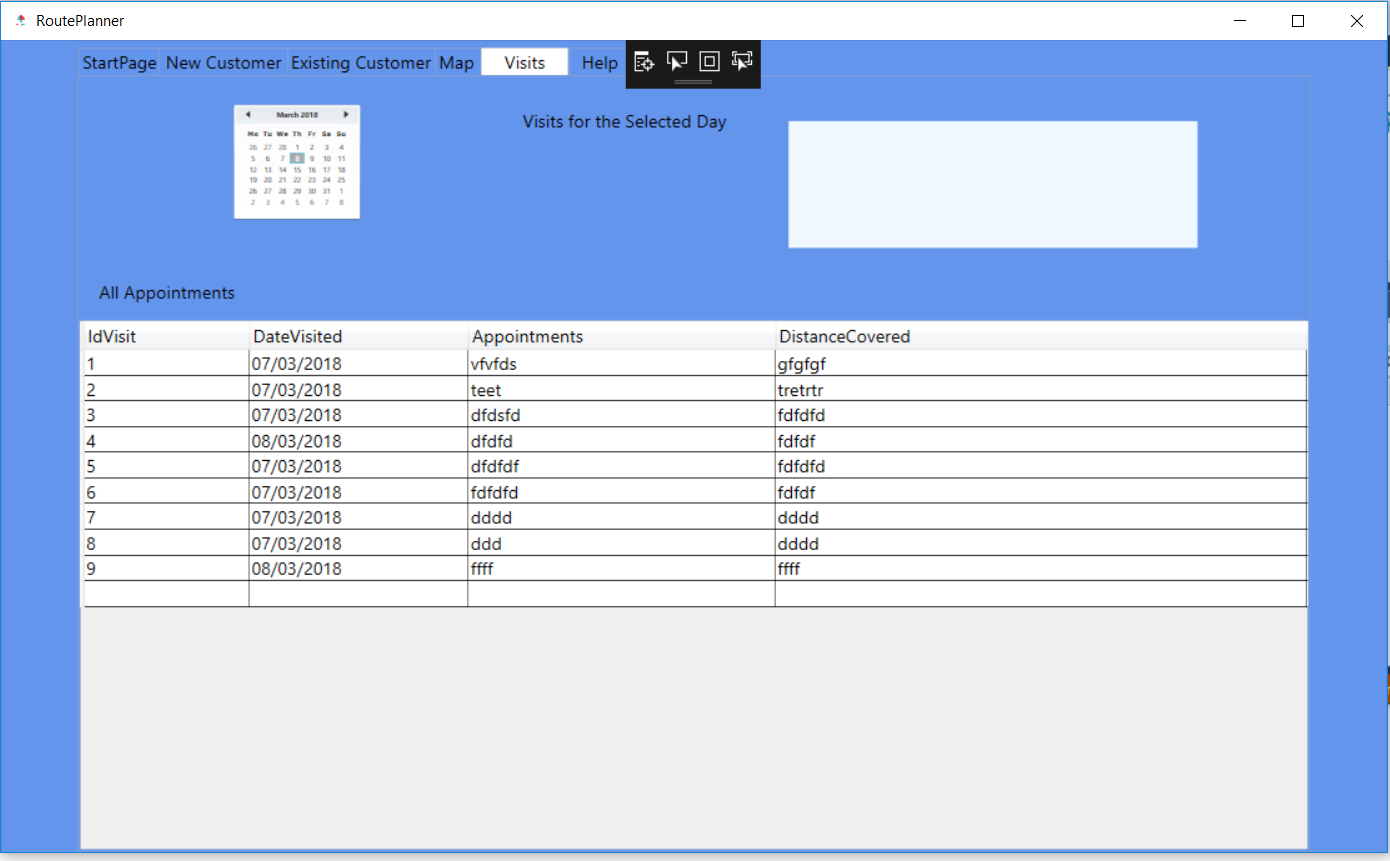 RoutePlanner
StartPage New Customer Existing Customer Map Visits Help
March 2018
Mo Tu We Th Fr Sa Su
26 27 28 1 2 3 4
5 6 7 8 9 10 11
12 13 14 15 16 17 18
19 20 21 22 23 24 25
26 27 28 29 30 31 1
2 3 4 5 6 7 8
Visits for the Selected Day
All Appointments
IdVisit DateVisited Appointments DistanceCovered
1 07/03/2018 vfvfds gfgfgf
2 07/03/2018 teet tretrtr
3 07/03/2018 dfdsfd fdfdfd
4 08/03/2018 dfdfd fdfdf
5 07/03/2018 dfdfdf fdfdfd
6 07/03/2018 fdfdfd fdfdf
7 07/03/2018 dddd dddd
8 07/03/2018 ddd dddd
9 08/03/2018 ffff ffff